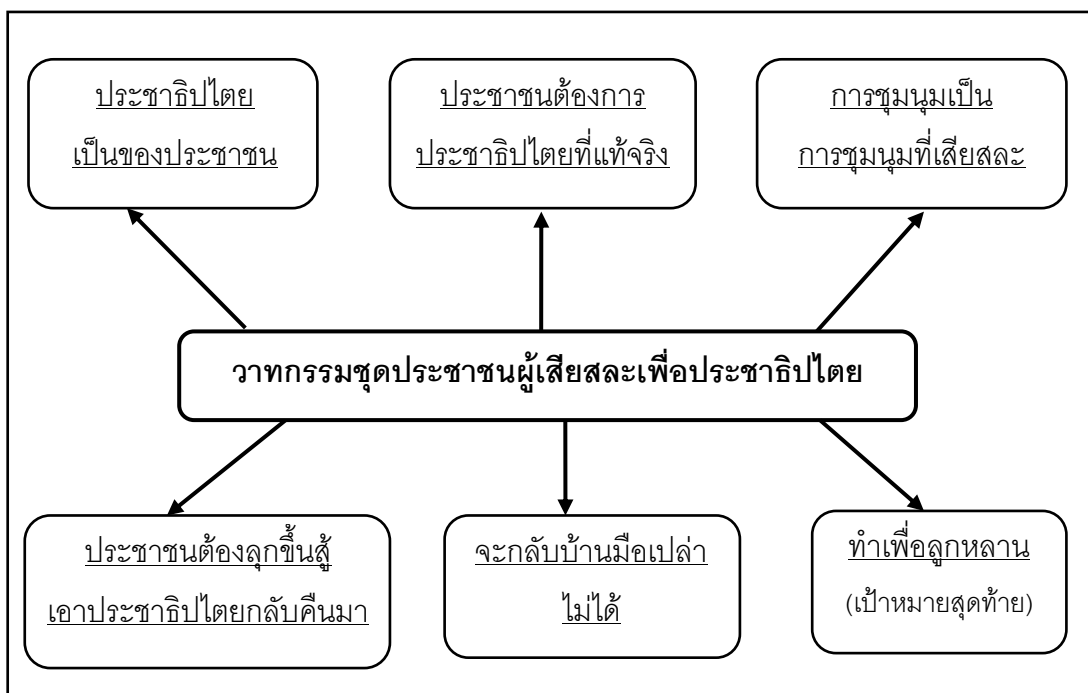 ประชาธิปไตย
เป็นของประชาชน
ประชาชนต้องการ
ประชาธิปไตยที่แท้จริง
การชุมนุมเป็น
การชุมนุมที่เสียสละ
วาทกรรมชุดประชาชนผู้เสียสละเพื่อประชาธิปไตย
ประชาชนต้องลุกขึ้นสู้
เอาประชาธิปไตยกลับคืนมา
จะกลับบ้านมือเปล่า
ไม่ได้
ทำเพื่อลูกหลาน
(เป้าหมายสุดท้าย)